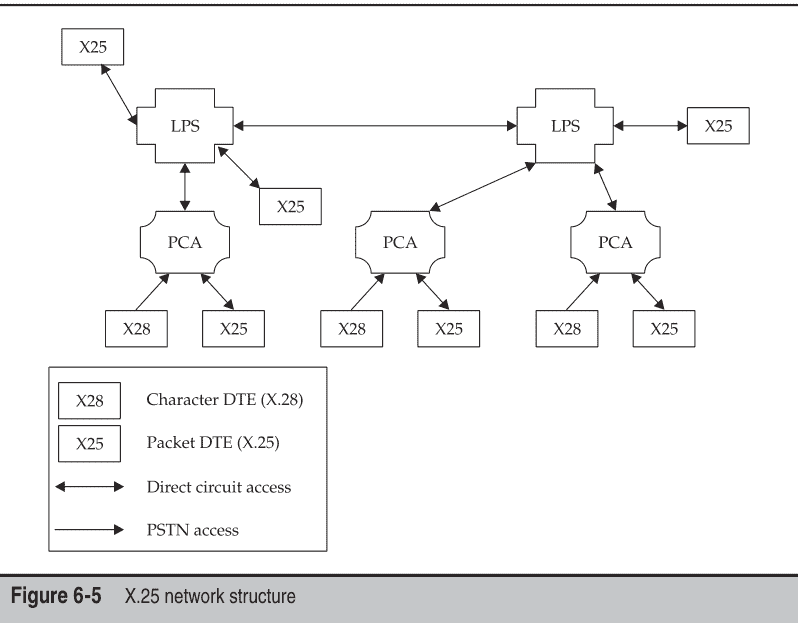 X25
LPS
LPS
X25
X25
PCA
PCA
PCA
X28
X25
X28
X25
X28
X25
X28 Character DTE (X.28)
X25 Packet DTE (X.25)
Direct circuit access
PSTN access
Figure 6-5 X.25 network structure